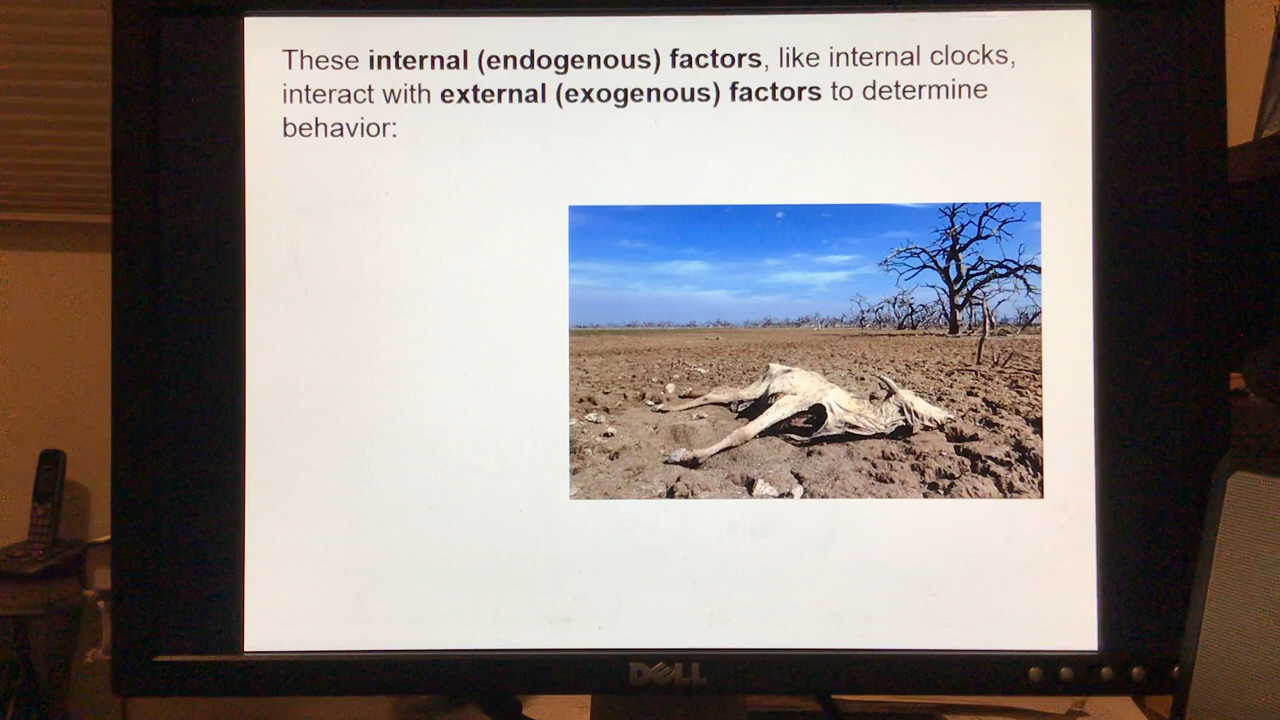 These internal (endogenous) factors, like internal clocks,
interact with external (exogenous) factors to determine
behavior:
DELL